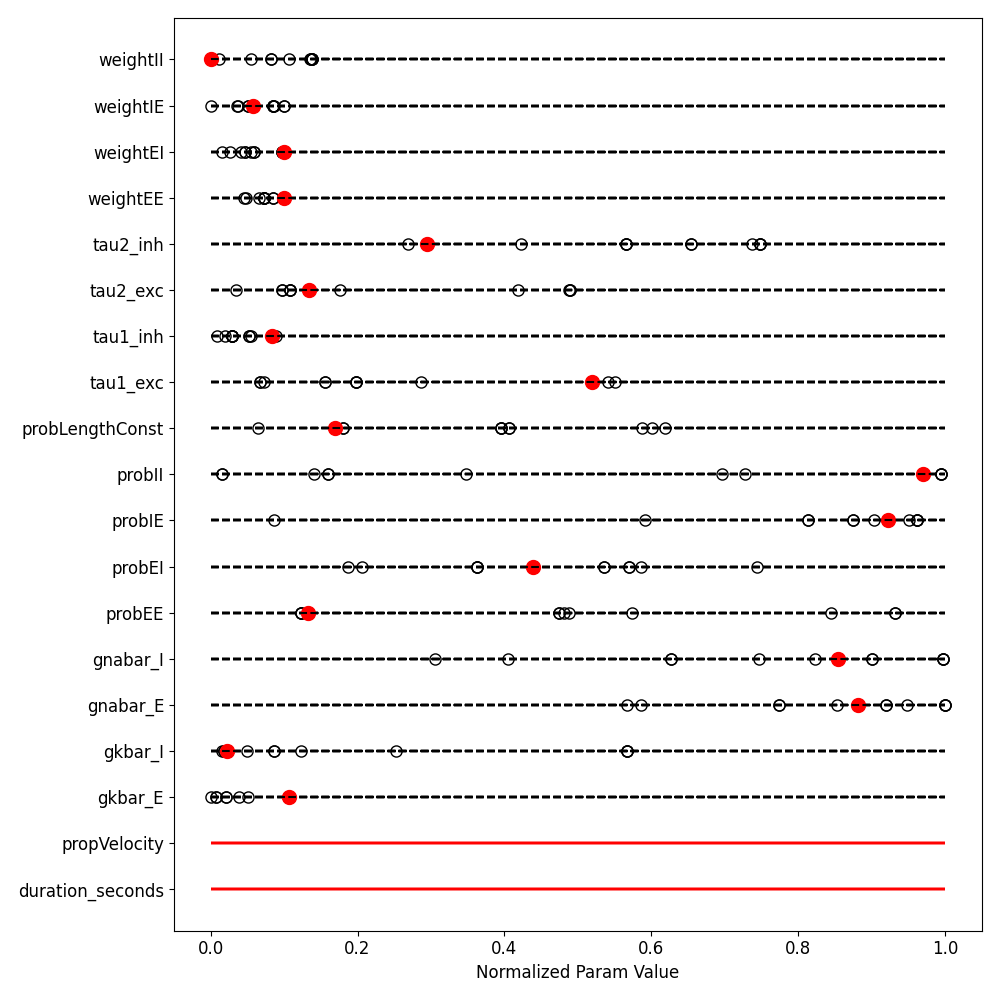 weightII
weightIE
weightEI
weightEE
tau2_inh
tau2_exc
tau1_inh
tau1_exc
probLengthConst
probII
probIE
probEI
probEE
gnabar_I
gnabar_E
gkbar_I
gkbar_E
propVelocity
duration_seconds
0.0 0.2 0.4 0.6 0.8 1.0
Normalized Param Value